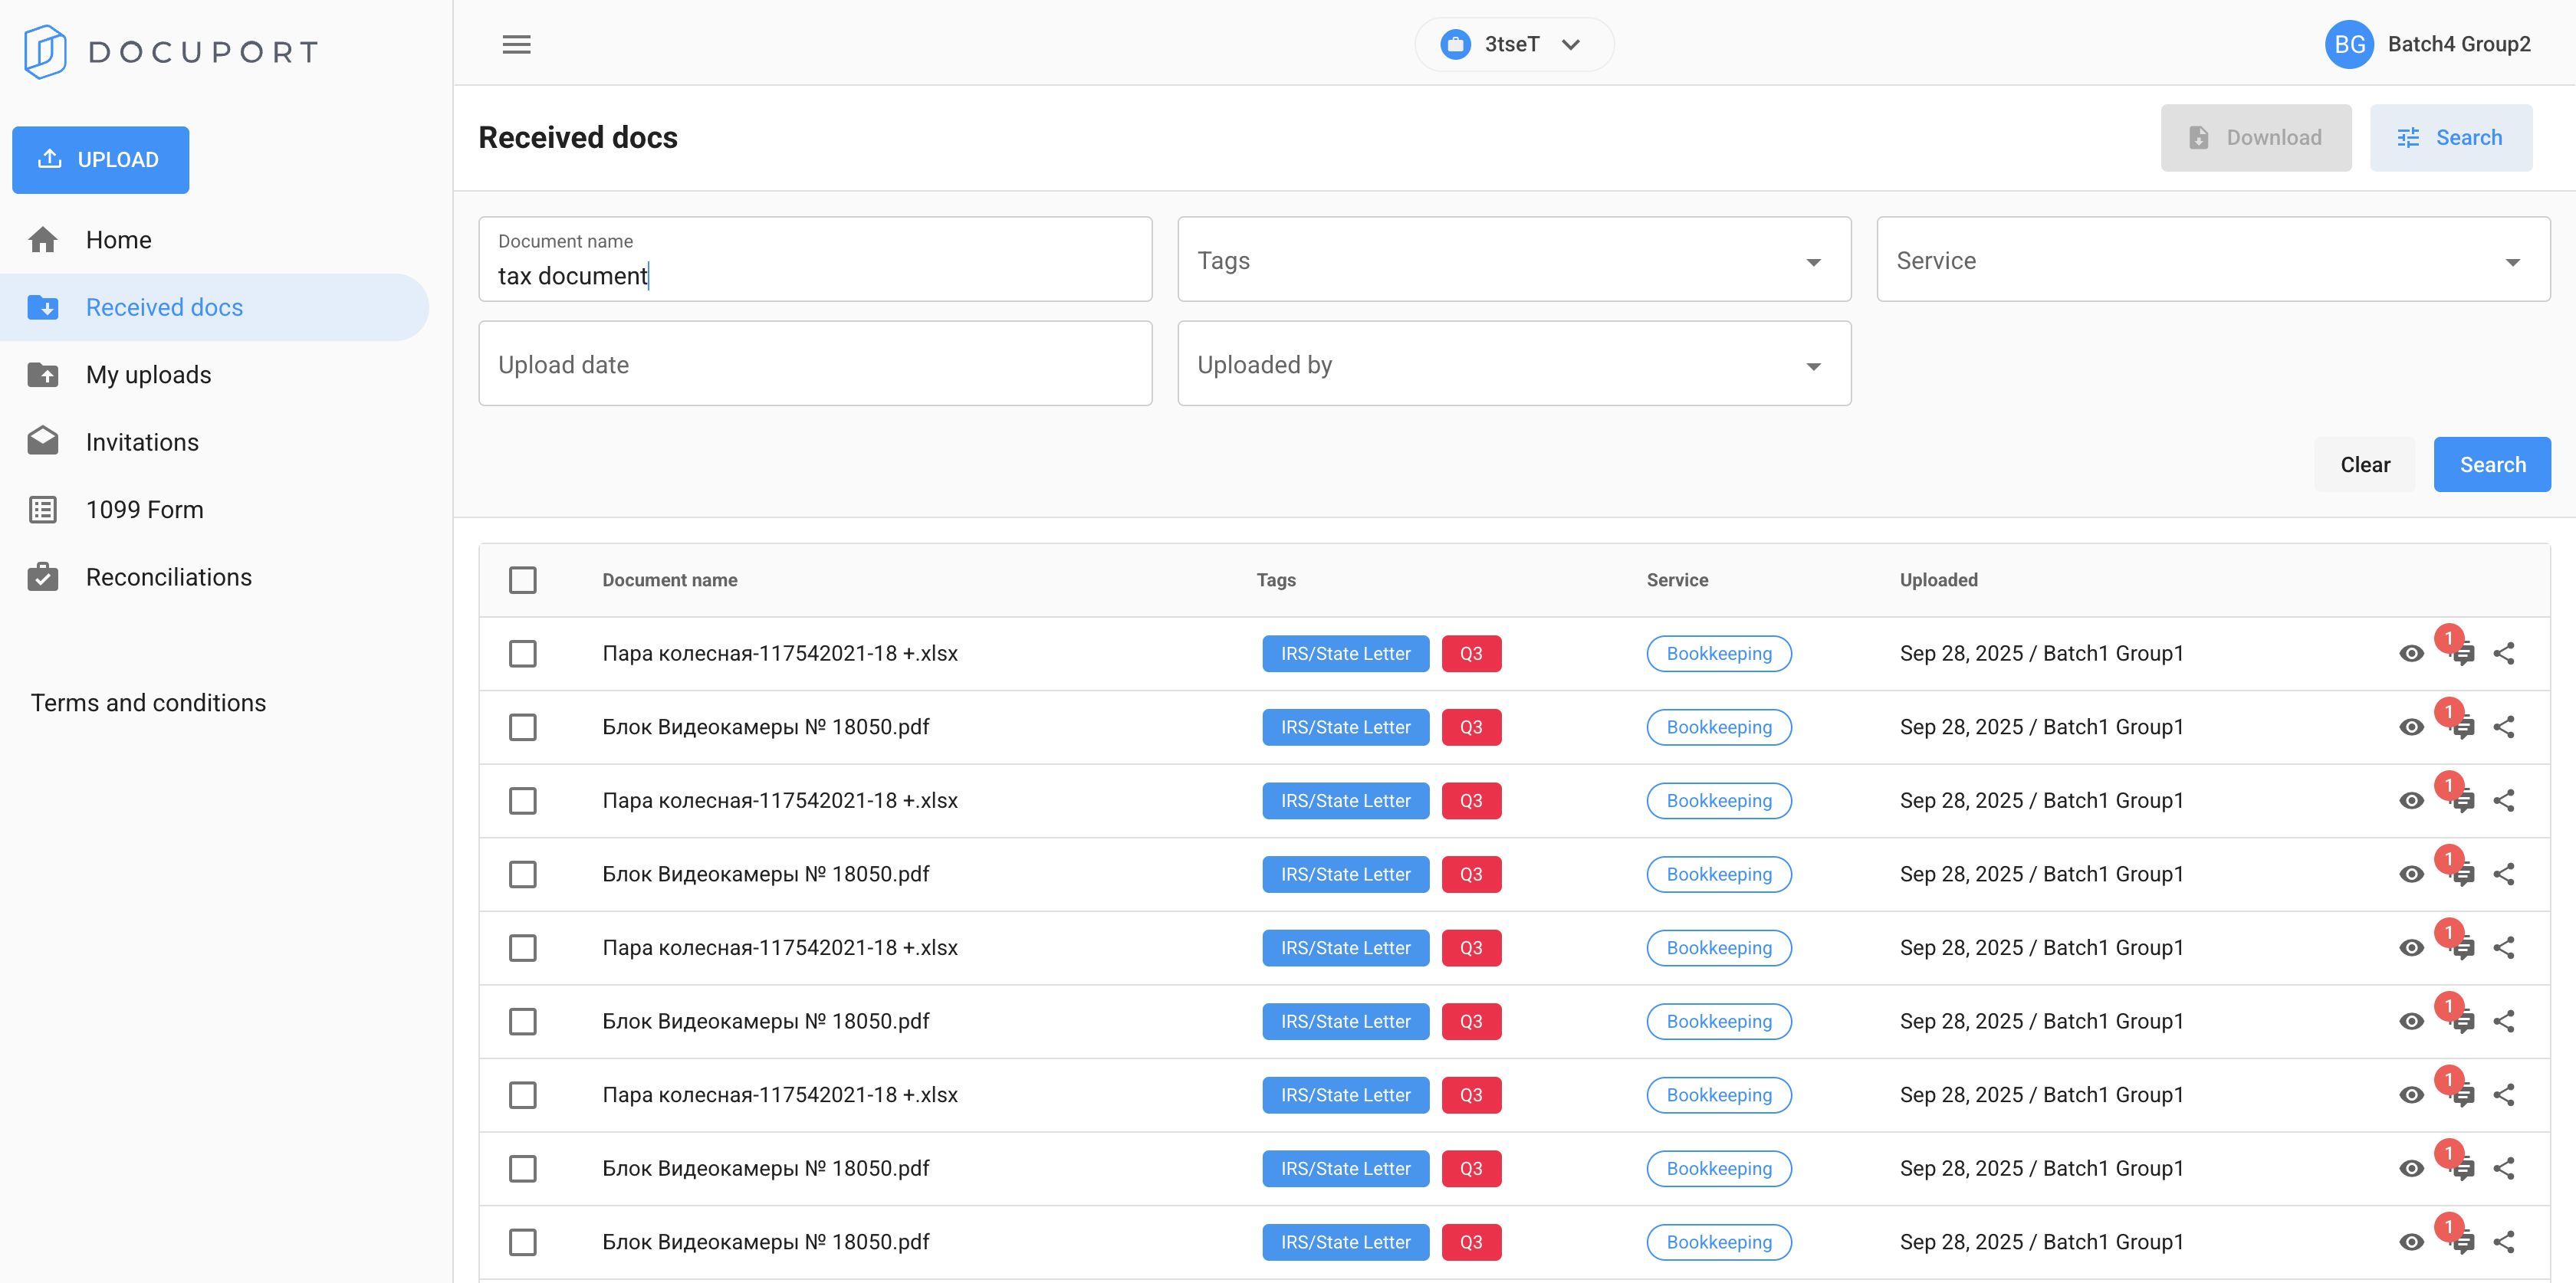 DOCUPORT
3tseT
BG Batch4 Group2
UPLOAD
Home
Received docs
My uploads
Invitations
1099 Form
Reconciliations
Terms and conditions
Received docs
Download
Search
Document name
tax document
Tags
Service
Upload date
Uploaded by
Clear
Search
Document name Tags Service Uploaded
Пара колесная-117542021-18 +.xlsx IRS/State Letter Q3 Bookkeeping Sep 28, 2025 / Batch1 Group1 1
Блок Видеокамеры № 18050.pdf IRS/State Letter Q3 Bookkeeping Sep 28, 2025 / Batch1 Group1 1
Пара колесная-117542021-18 +.xlsx IRS/State Letter Q3 Bookkeeping Sep 28, 2025 / Batch1 Group1 1
Блок Видеокамеры № 18050.pdf IRS/State Letter Q3 Bookkeeping Sep 28, 2025 / Batch1 Group1 1
Пара колесная-117542021-18 +.xlsx IRS/State Letter Q3 Bookkeeping Sep 28, 2025 / Batch1 Group1 1
Блок Видеокамеры № 18050.pdf IRS/State Letter Q3 Bookkeeping Sep 28, 2025 / Batch1 Group1 1
Пара колесная-117542021-18 +.xlsx IRS/State Letter Q3 Bookkeeping Sep 28, 2025 / Batch1 Group1 1
Блок Видеокамеры № 18050.pdf IRS/State Letter Q3 Bookkeeping Sep 28, 2025 / Batch1 Group1 1
Блок Видеокамеры № 18050.pdf IRS/State Letter Q3 Bookkeeping Sep 28, 2025 / Batch1 Group1 1